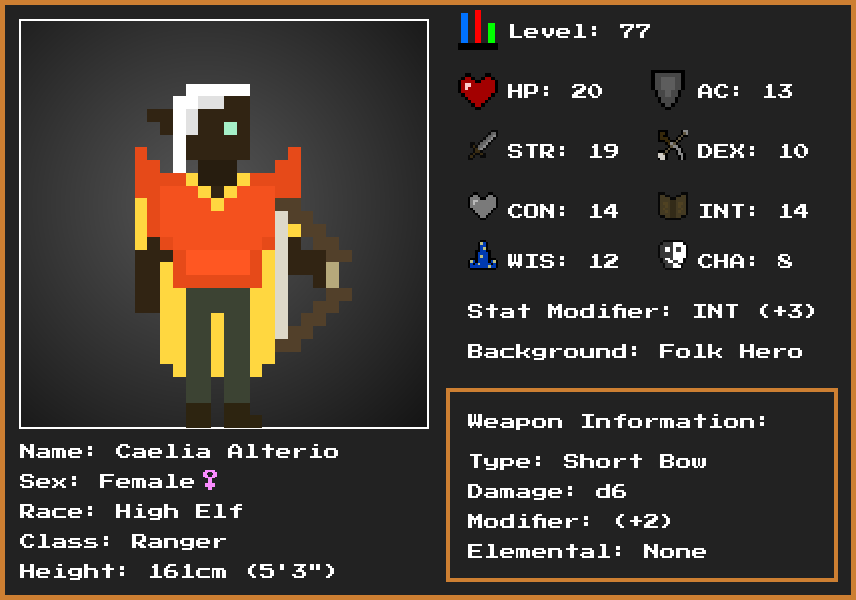 Level: 77
HP: 20 AC: 13
STR: 19 DEX: 10
CON: 14 INT: 14
WIS: 12 CHA: 8
Stat Modifier: INT (+3)
Background: Folk Hero
Weapon Information:
Type: Short Bow
Damage: d6
Modifier: (+2)
Elemental: None
Name: Caelia Alterio
Sex: Female♀
Race: High Elf
Class: Ranger
Height: 161cm (5'3")